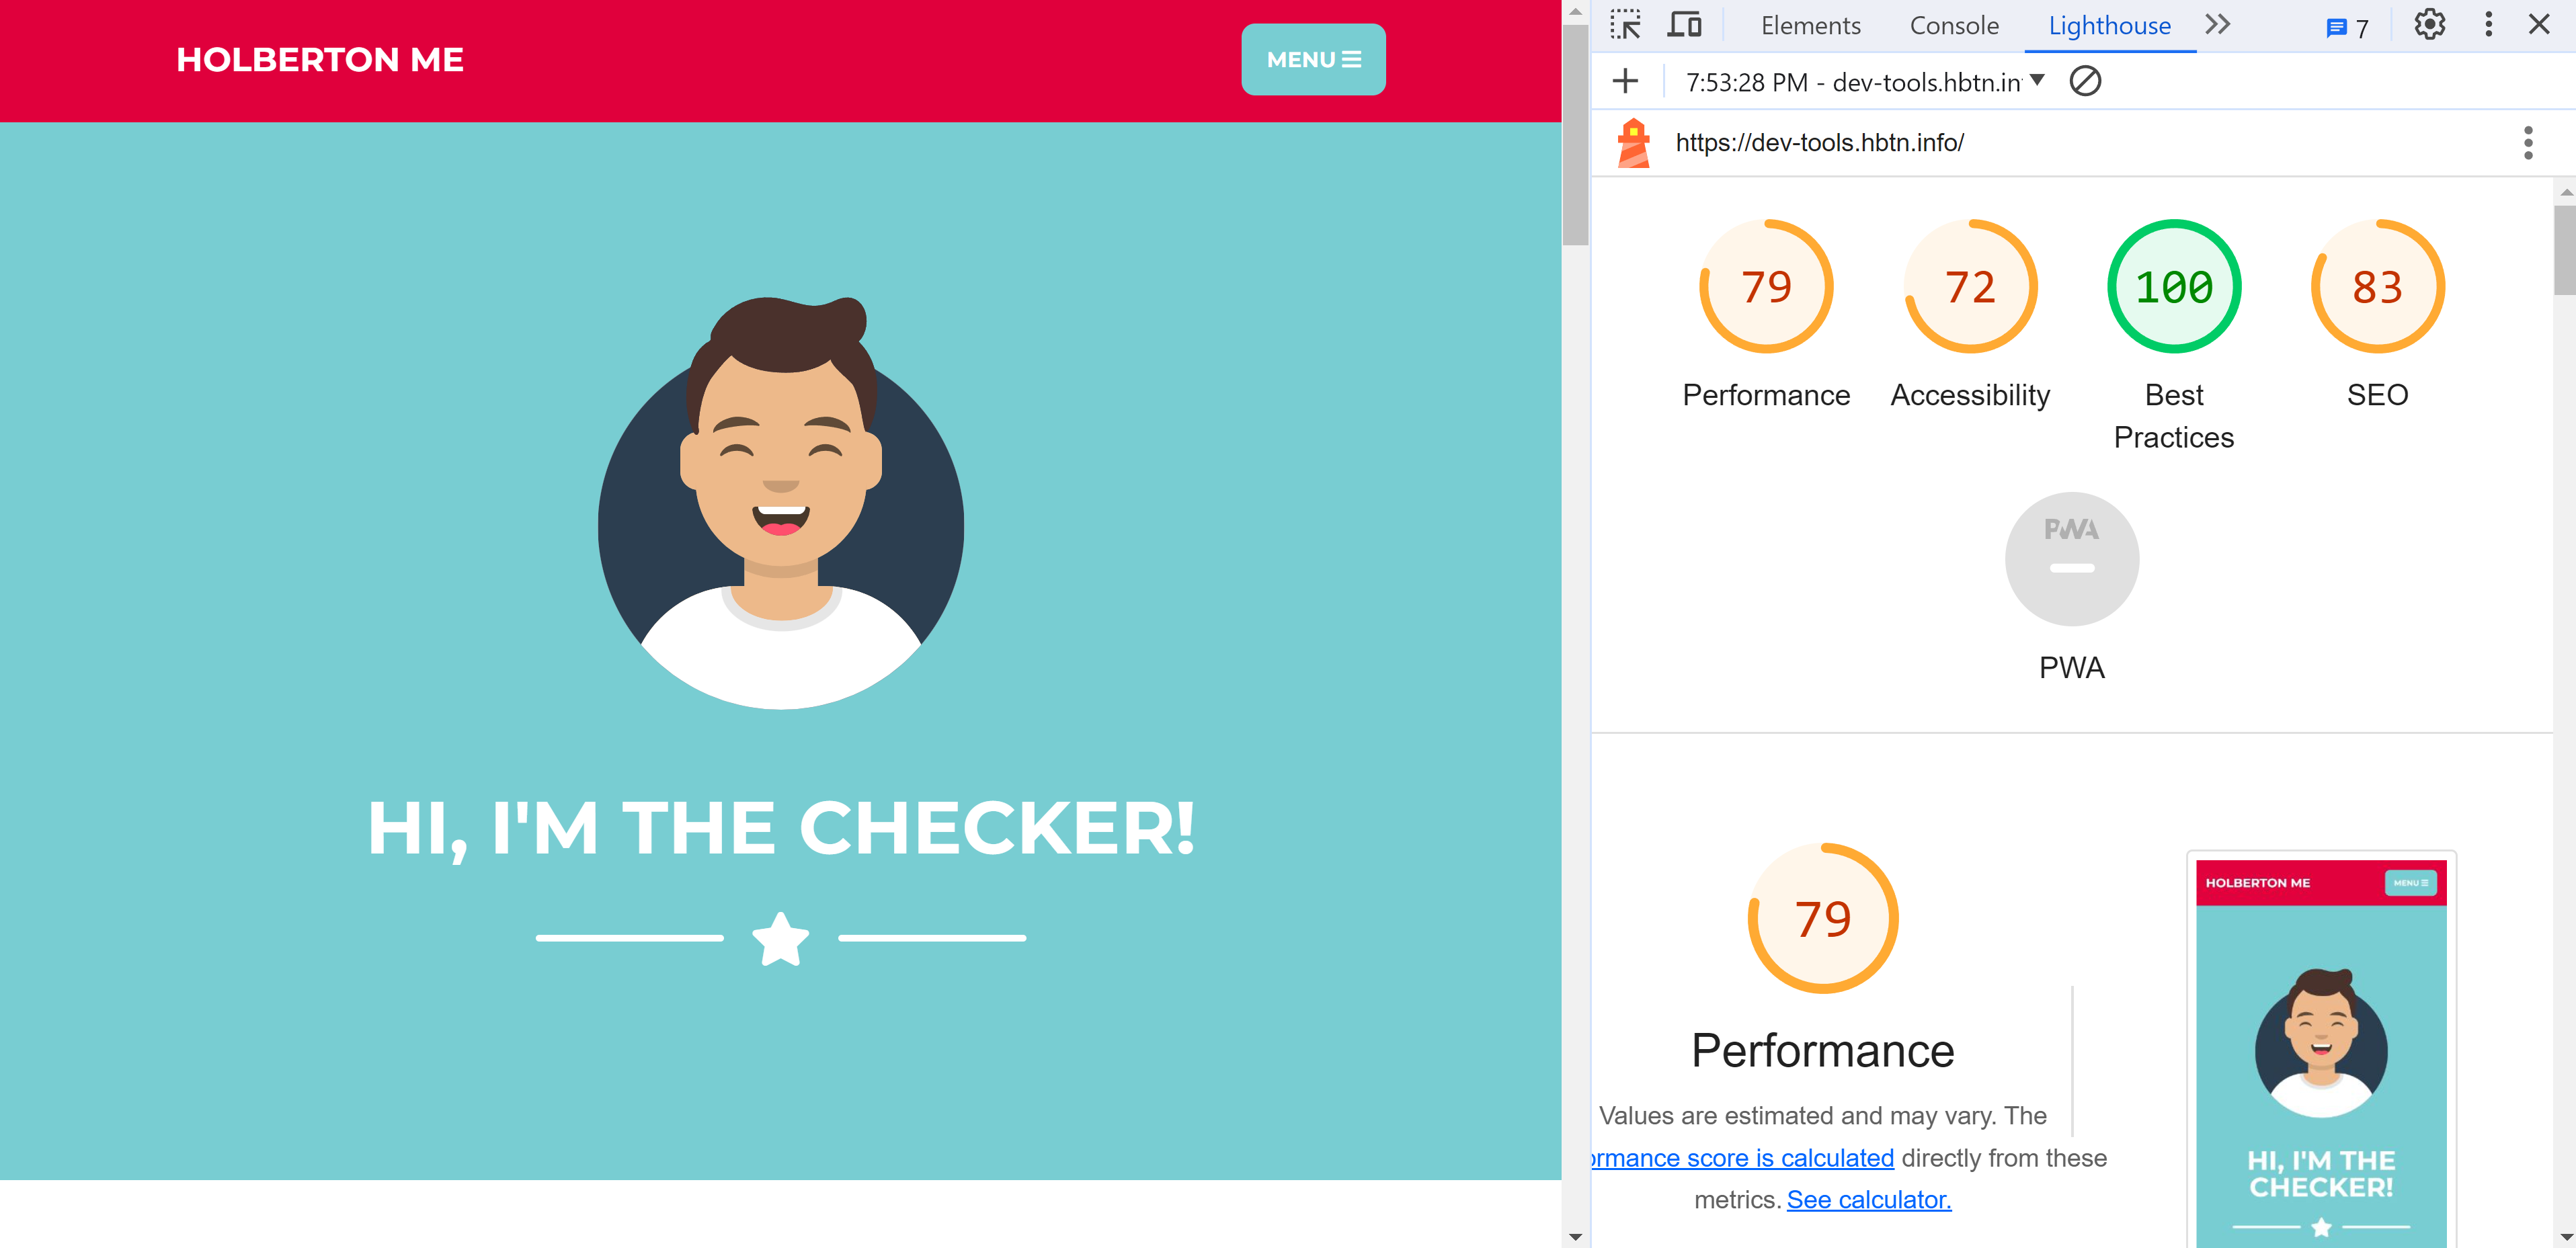 HOLBERTON ME
MENU
HI, I'M THE CHECKER!
Elements Console Lighthouse 7
7:53:28 PM - dev-tools.hbtn.in
https://dev-tools.hbtn.info/
79 72 100 83
Performance Accessibility Best Practices SEO
PWA
PWA
79
Performance
Values are estimated and may vary. The
ormance score is calculated directly from these
metrics. See calculator.
HOLBERTON ME
MENU
HI, I'M THE
CHECKER!